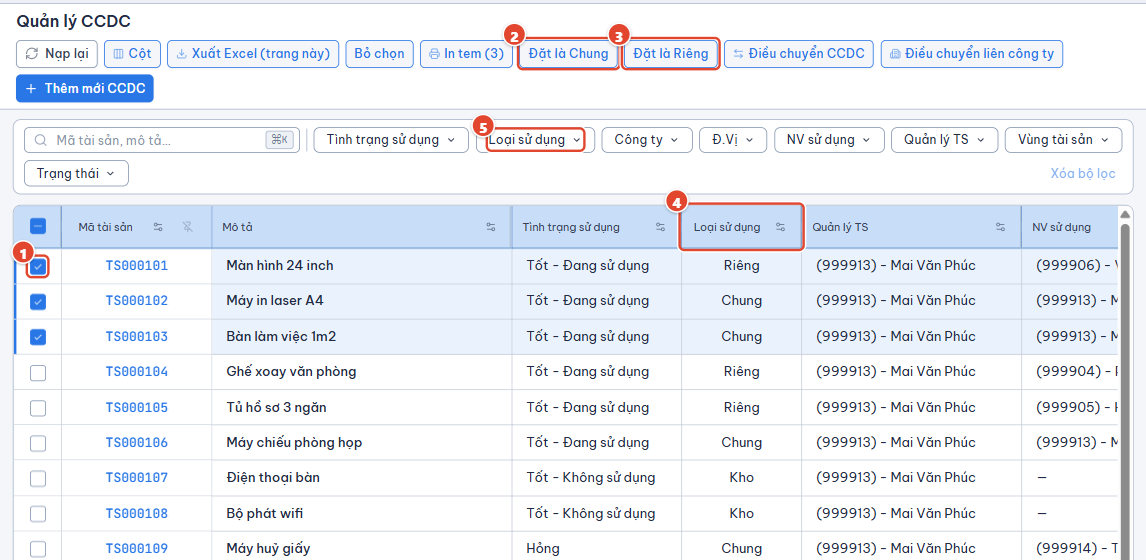 Quản lý CCDC
2 3
Nạp lại Cột Xuất Excel (trang này) Bỏ chọn In tem (3) Đặt là Chung Đặt là Riêng Điều chuyển CCDC Điều chuyển liên công ty
+ Thêm mới CCDC
5
Mã tài sản, mô tả... ⌘K Tình trạng sử dụng Loại sử dụng Công ty Đ.Vị NV sử dụng Quản lý TS Vùng tài sản
Trạng thái Xóa bộ lọc
4
Mã tài sản Mô tả Tình trạng sử dụng Loại sử dụng Quản lý TS NV sử dụng
1
TS000101 Màn hình 24 inch Tốt - Đang sử dụng Riêng (999913) - Mai Văn Phúc (999906) -
TS000102 Máy in laser A4 Tốt - Đang sử dụng Chung (999913) - Mai Văn Phúc (999913) - M
TS000103 Bàn làm việc 1m2 Tốt - Đang sử dụng Chung (999913) - Mai Văn Phúc (999913) - M
TS000104 Ghế xoay văn phòng Tốt - Đang sử dụng Riêng (999913) - Mai Văn Phúc (999904) -
TS000105 Tủ hồ sơ 3 ngăn Tốt - Đang sử dụng Riêng (999913) - Mai Văn Phúc (999905) -
TS000106 Máy chiếu phòng họp Tốt - Đang sử dụng Chung (999913) - Mai Văn Phúc (999913) - M
TS000107 Điện thoại bàn Tốt - Không sử dụng Kho (999913) - Mai Văn Phúc —
TS000108 Bộ phát wifi Tốt - Không sử dụng Kho (999913) - Mai Văn Phúc —
TS000109 Máy huỷ giấy Hỏng Chung (999913) - Mai Văn Phúc (999914) - T